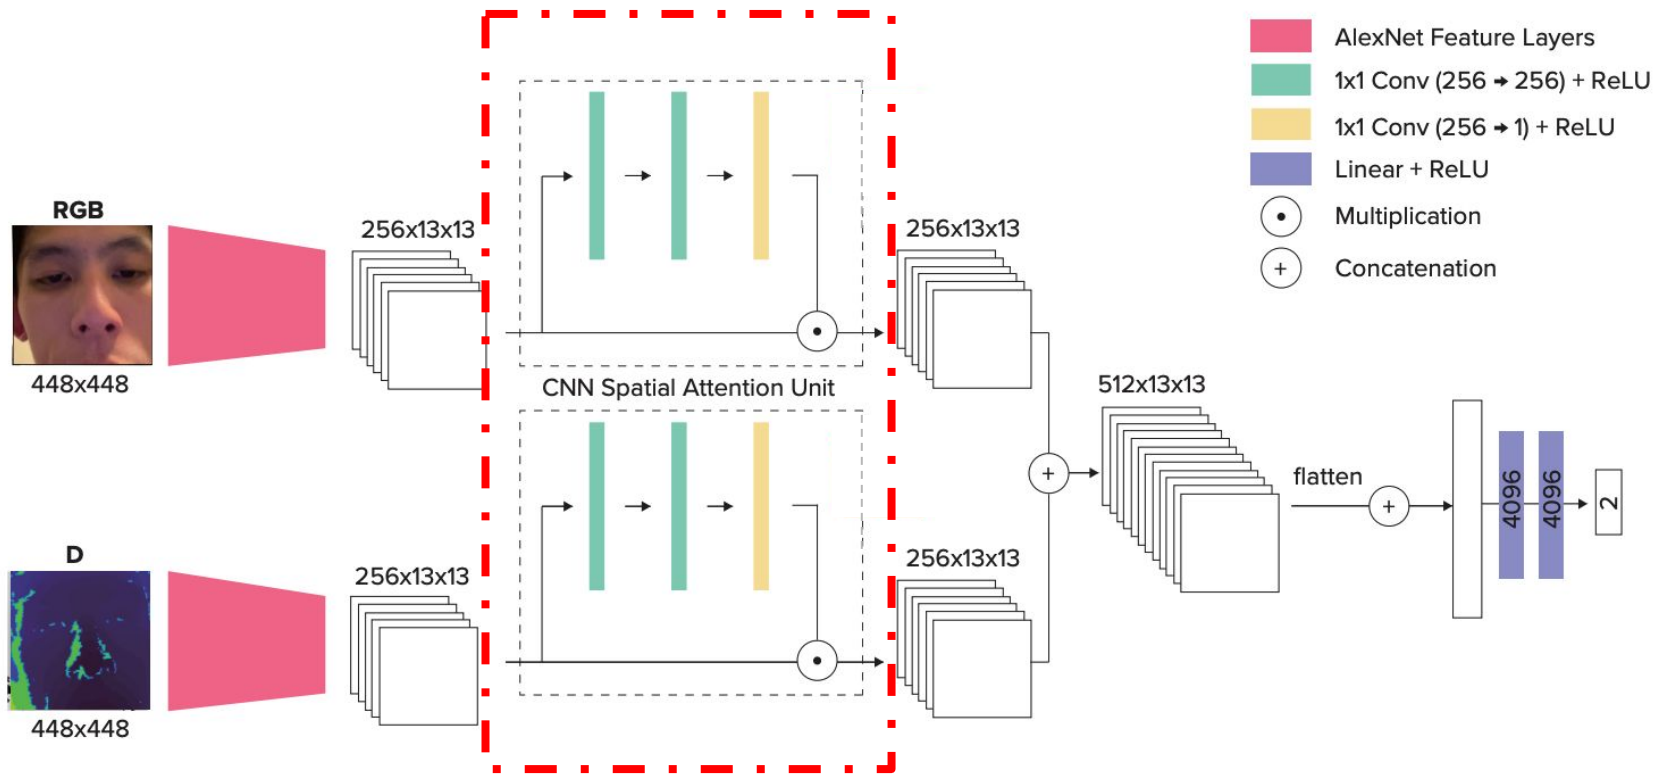 RGB
448x448
256x13x13
CNN Spatial Attention Unit
256x13x13
D
448x448
256x13x13
256x13x13
512x13x13
flatten
4096
4096
2
AlexNet Feature Layers
1x1 Conv (256 → 256) + ReLU
1x1 Conv (256 → 1) + ReLU
Linear + ReLU
Multiplication
Concatenation